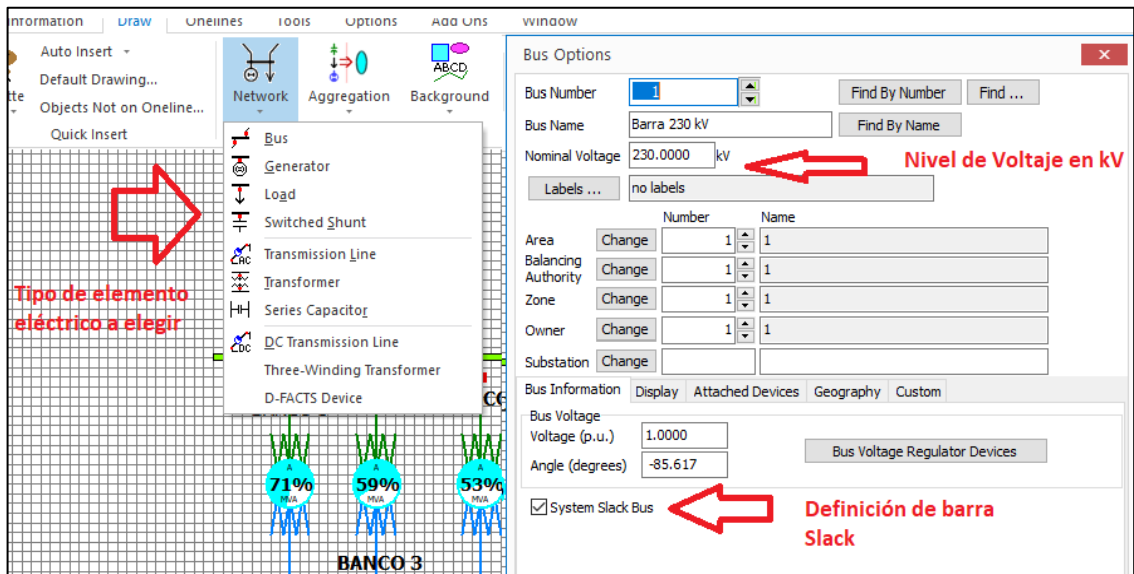 Information Draw Onelines Tools Options Add Ons Window
Auto Insert
Default Drawing...
Objects Not on Oneline...
Quick Insert
Network
Aggregation
ABCD
Background
Bus
Generator
Load
Switched Shunt
Transmission Line
AC
Transformer
Series Capacitor
DC Transmission Line
DC
Three-Winding Transformer
D-FACTS Device
Tipo de elemento
eléctrico a elegir
A
71%
MVA
A
59%
MVA
A
53%
MVA
BANCO 3
Bus Options
Bus Number 1 Find By Number Find ...
Bus Name Barra 230 kV Find By Name
Nominal Voltage 230.0000 kV
Nivel de Voltaje en kV
Labels ... no labels
Number Name
Area Change 1 1
Balancing
Authority Change 1 1
Zone Change 1 1
Owner Change 1 1
Substation Change
Bus Information Display Attached Devices Geography Custom
Bus Voltage
Voltage (p.u.) 1.0000
Angle (degrees) -85.617
Bus Voltage Regulator Devices
System Slack Bus
Definición de barra
Slack